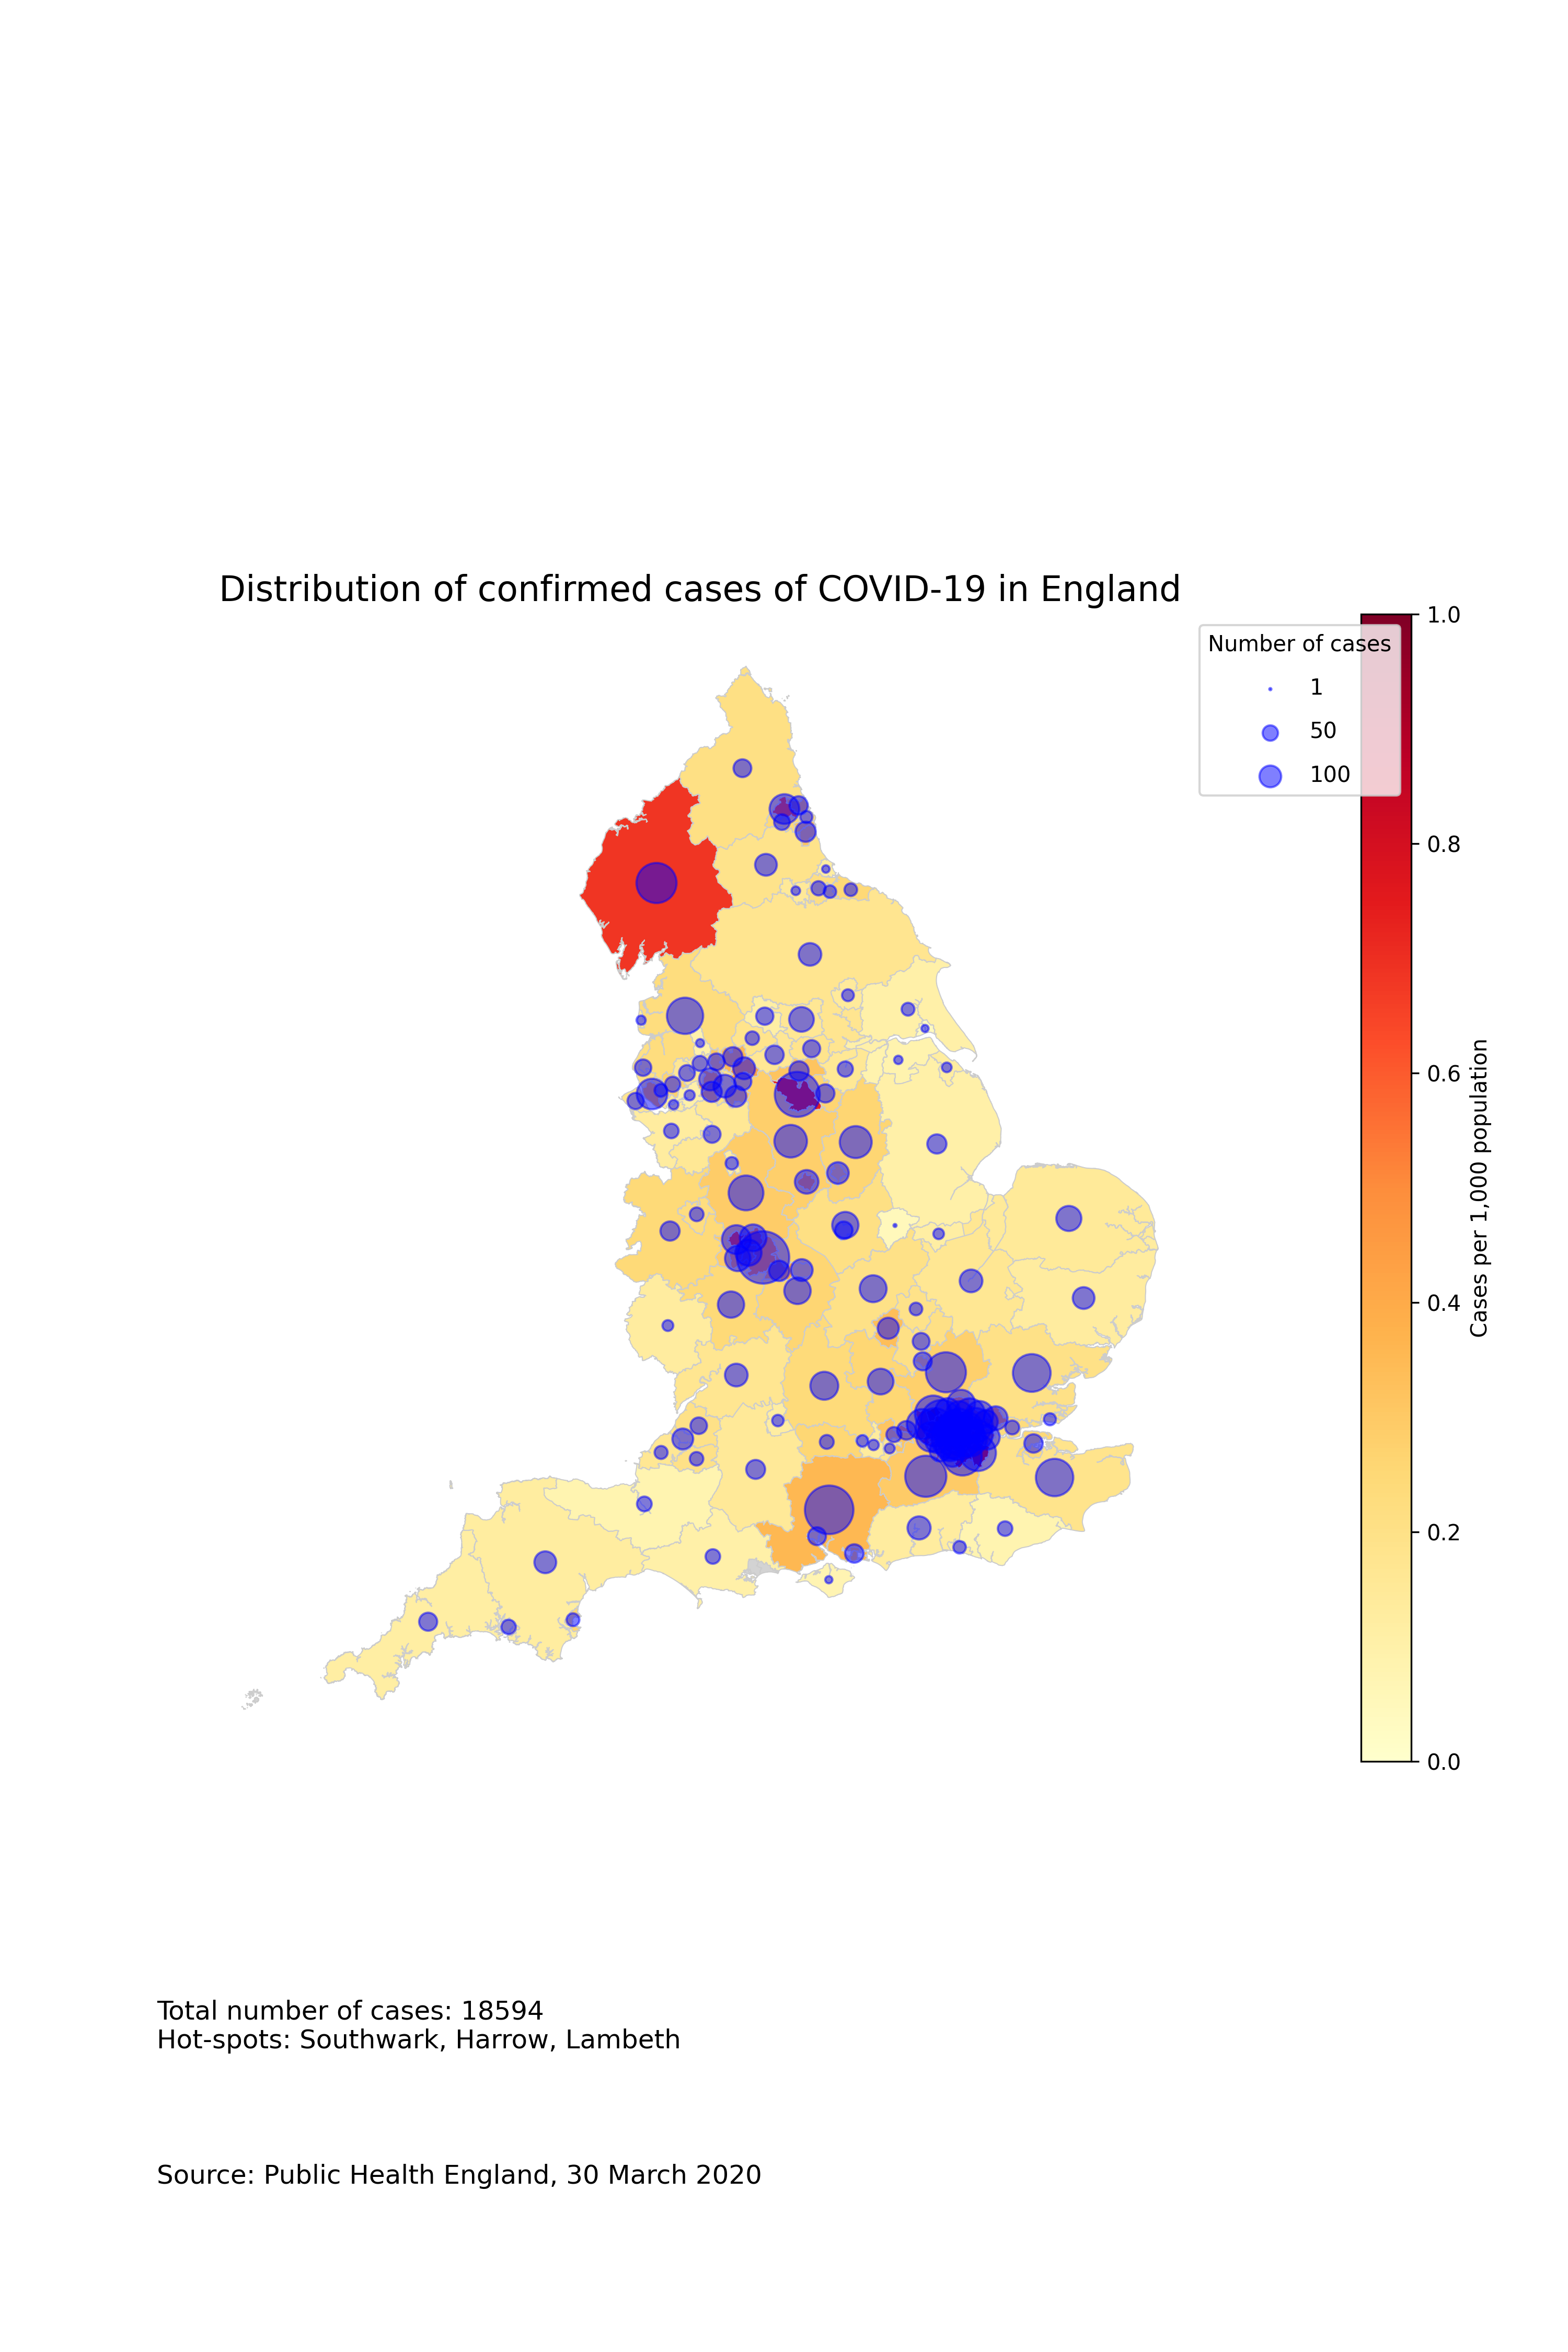 Distribution of confirmed cases of COVID-19 in England
Number of cases
1
50
100
1.0
0.8
0.6
0.4
0.2
0.0
Cases per 1,000 population
Total number of cases: 18594
Hot-spots: Southwark, Harrow, Lambeth
Source: Public Health England, 30 March 2020